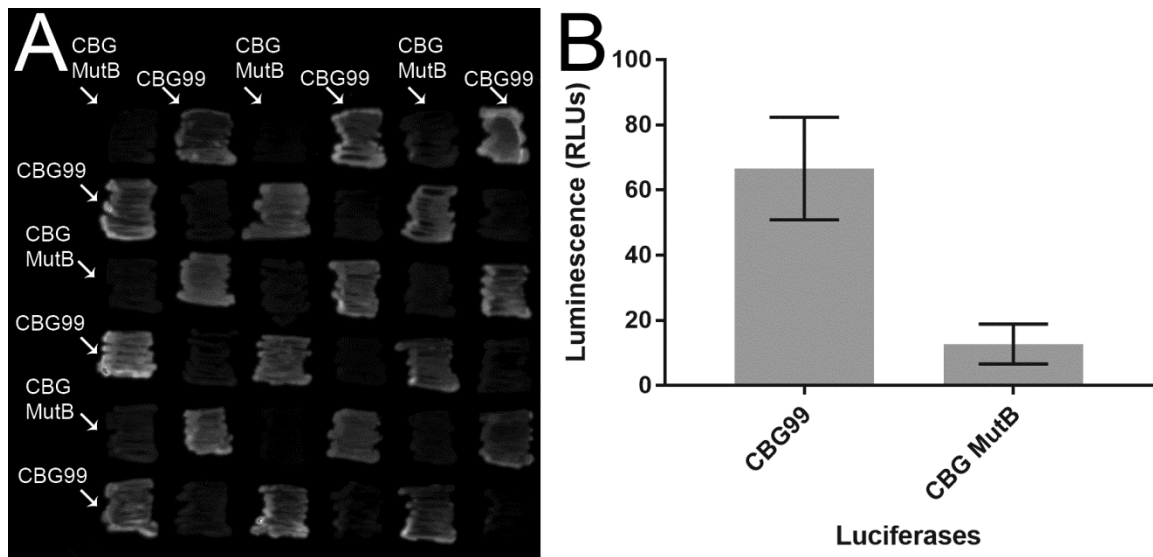 A
CBG
MutB
CBG99
CBG
MutB
CBG99
CBG
MutB
CBG99
CBG99
CBG
MutB
CBG99
CBG
MutB
CBG99
B
Luminescence (RLUs)
100
80
60
40
20
0
CBG99
CBG MutB
Luciferases